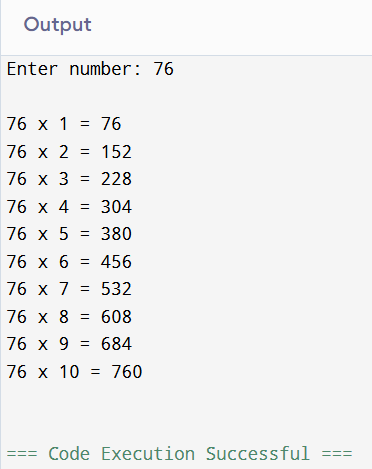 Output
Enter number: 76
76 x 1 = 76
76 x 2 = 152
76 x 3 = 228
76 x 4 = 304
76 x 5 = 380
76 x 6 = 456
76 x 7 = 532
76 x 8 = 608
76 x 9 = 684
76 x 10 = 760
=== Code Execution Successful ===